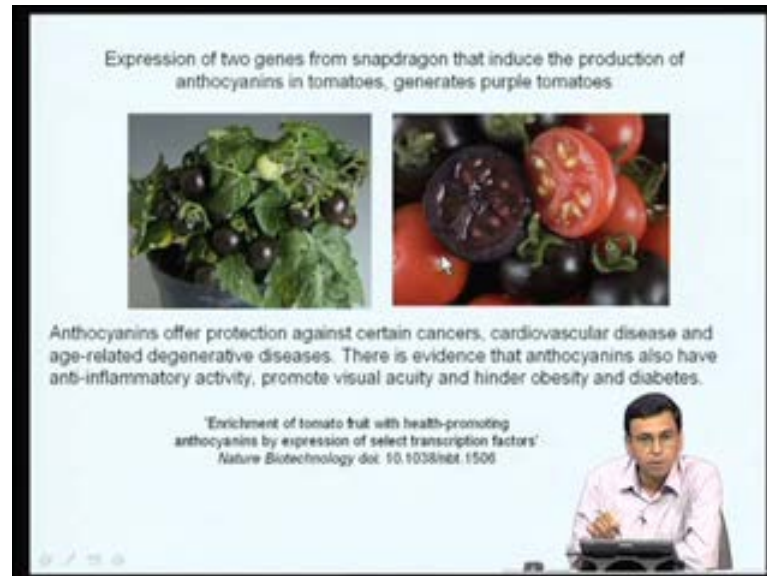 Expression of two genes from snapdragon that induce the production of
anthocyanins in tomatoes, generates purple tomatoes
Anthocyanins offer protection against certain cancers, cardiovascular disease and
age-related degenerative diseases. There is evidence that anthocyanins also have
anti-inflammatory activity, promote visual acuity and hinder obesity and diabetes.
'Enrichment of tomato fruit with health-promoting
anthocyanins by expression of select transcription factors'
Nature Biotechnology doi: 10.1038/nbt.1506